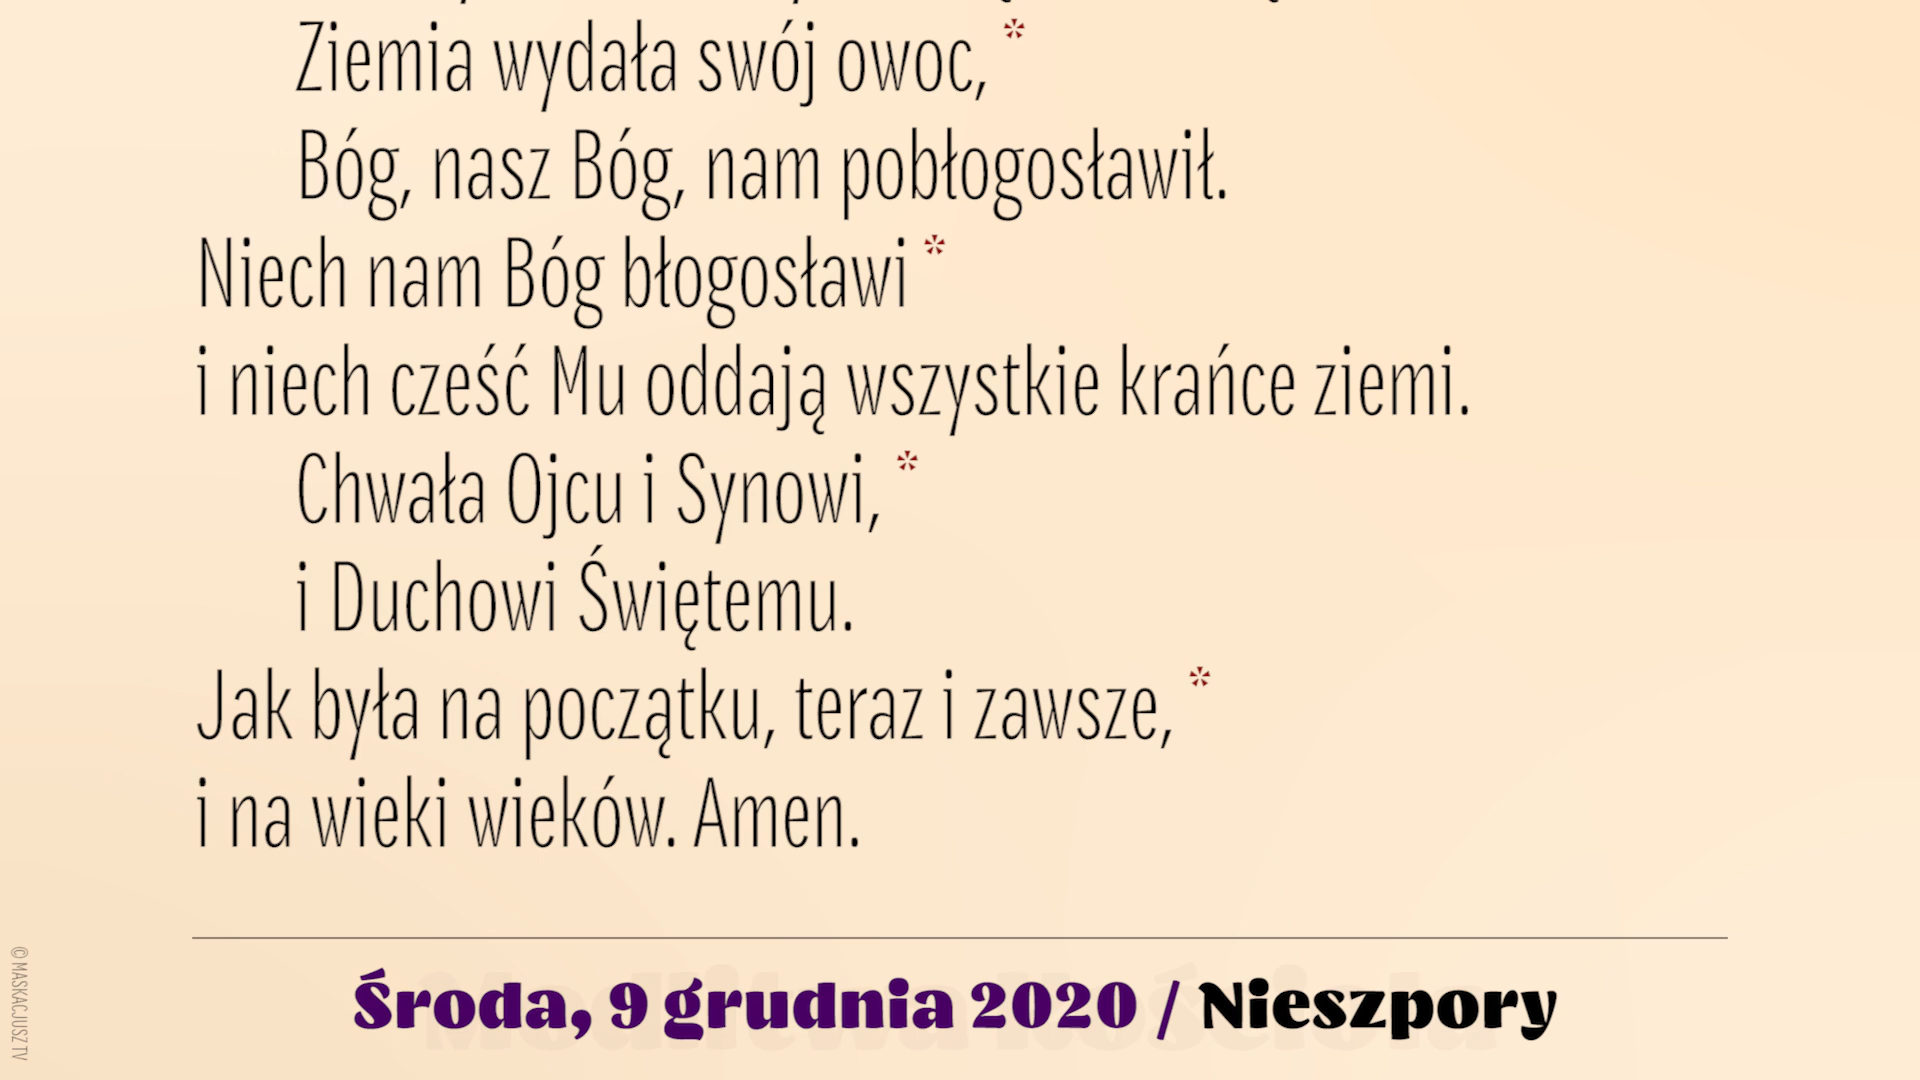 Ziemia wydała swój owoc, *
Bóg, nasz Bóg, nam pobłogosławił.
Niech nam Bóg błogosławi *
i niech cześć Mu oddają wszystkie krańce ziemi.
Chwała Ojcu i Synowi, *
i Duchowi Świętemu.
Jak była na początku, teraz i zawsze, *
i na wieki wieków. Amen.
Środa, 9 grudnia 2020 / Nieszpory
© MASKACJUSZ TV